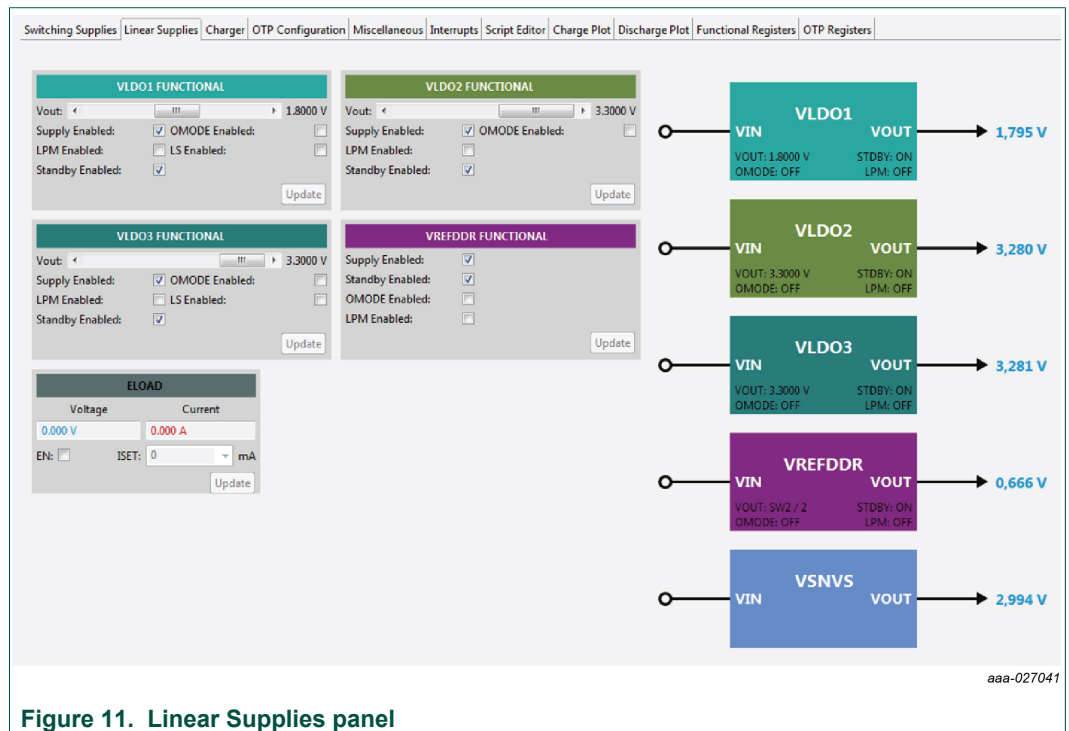 Switching Supplies Linear Supplies Charger OTP Configuration Miscellaneous Interrupts Script Editor Charge Plot Discharge Plot Functional Registers OTP Registers
VLDO1 FUNCTIONAL
Vout: 1.8000 V
Supply Enabled: OMODE Enabled:
LPM Enabled: LS Enabled:
Standby Enabled:
Update
VLDO2 FUNCTIONAL
Vout: 3.3000 V
Supply Enabled: OMODE Enabled:
LPM Enabled:
Standby Enabled:
Update
VLDO3 FUNCTIONAL
Vout: 3.3000 V
Supply Enabled: OMODE Enabled:
LPM Enabled: LS Enabled:
Standby Enabled:
Update
VREFDDR FUNCTIONAL
Supply Enabled:
Standby Enabled:
OMODE Enabled:
LPM Enabled:
Update
ELOAD
Voltage Current
0.000 V 0.000 A
EN: ISET: 0 mA
Update
VLDO1
VIN VOUT 1,795 V
VOUT: 1.8000 V STDBY: ON
OMODE: OFF LPM: OFF
VLDO2
VIN VOUT 3,280 V
VOUT: 3.3000 V STDBY: ON
OMODE: OFF LPM: OFF
VLDO3
VIN VOUT 3,281 V
VOUT: 3.3000 V STDBY: ON
OMODE: OFF LPM: OFF
VREFDDR
VIN VOUT 0,666 V
VOUT: SW2 / 2 STDBY: ON
OMODE: OFF LPM: OFF
VSNVS
VIN VOUT 2,994 V
aaa-027041
Figure 11. Linear Supplies panel